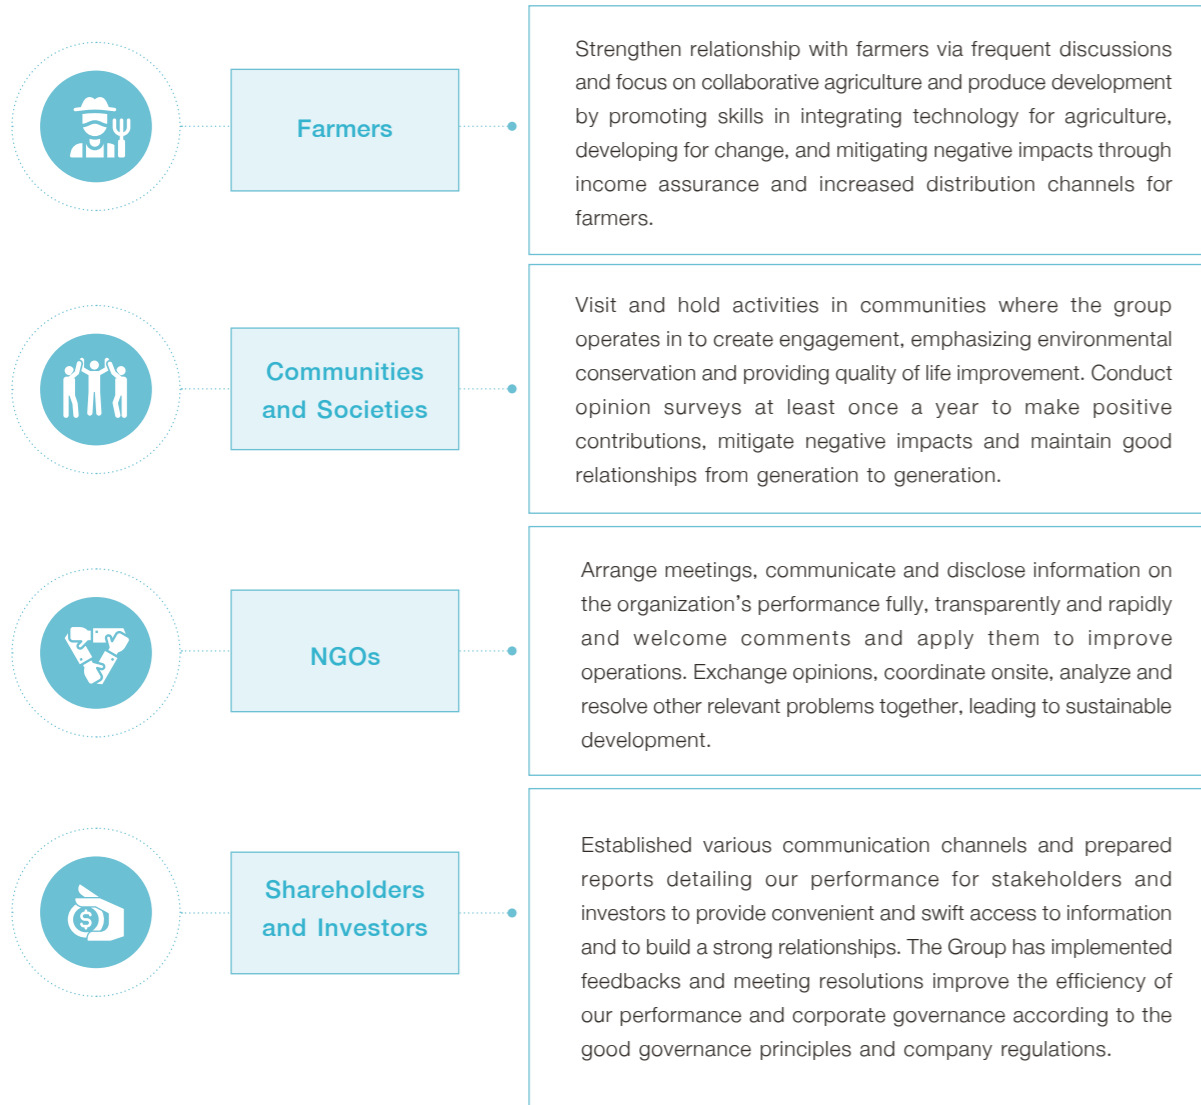 Farmers
Strengthen relationship with farmers via frequent discussions
and focus on collaborative agriculture and produce development
by promoting skills in integrating technology for agriculture,
developing for change, and mitigating negative impacts through
income assurance and increased distribution channels for
farmers.
Communities
and Societies
Visit and hold activities in communities where the group
operates in to create engagement, emphasizing environmental
conservation and providing quality of life improvement. Conduct
opinion surveys at least once a year to make positive
contributions, mitigate negative impacts and maintain good
relationships from generation to generation.
NGOs
Arrange meetings, communicate and disclose information on
the organization's performance fully, transparently and rapidly
and welcome comments and apply them to improve
operations. Exchange opinions, coordinate onsite, analyze and
resolve other relevant problems together, leading to sustainable
development.
$
Shareholders
and Investors
Established various communication channels and prepared
reports detailing our performance for stakeholders and
investors to provide convenient and swift access to information
and to build a strong relationships. The Group has implemented
feedbacks and meeting resolutions improve the efficiency of
our performance and corporate governance according to the
good governance principles and company regulations.